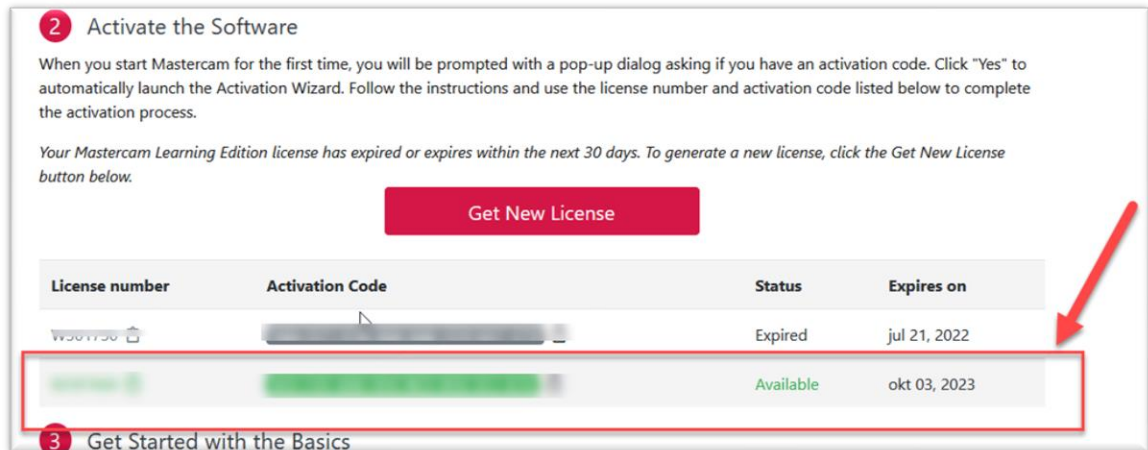 2 Activate the Software
When you start Mastercam for the first time, you will be prompted with a pop-up dialog asking if you have an activation code. Click "Yes" to
automatically launch the Activation Wizard. Follow the instructions and use the license number and activation code listed below to complete
the activation process.
Your Mastercam Learning Edition license has expired or expires within the next 30 days. To generate a new license, click the Get New License
button below.
Get New License
License number Activation Code Status Expires on
Expired jul 21, 2022
Available okt 03, 2023
3 Get Started with the Basics